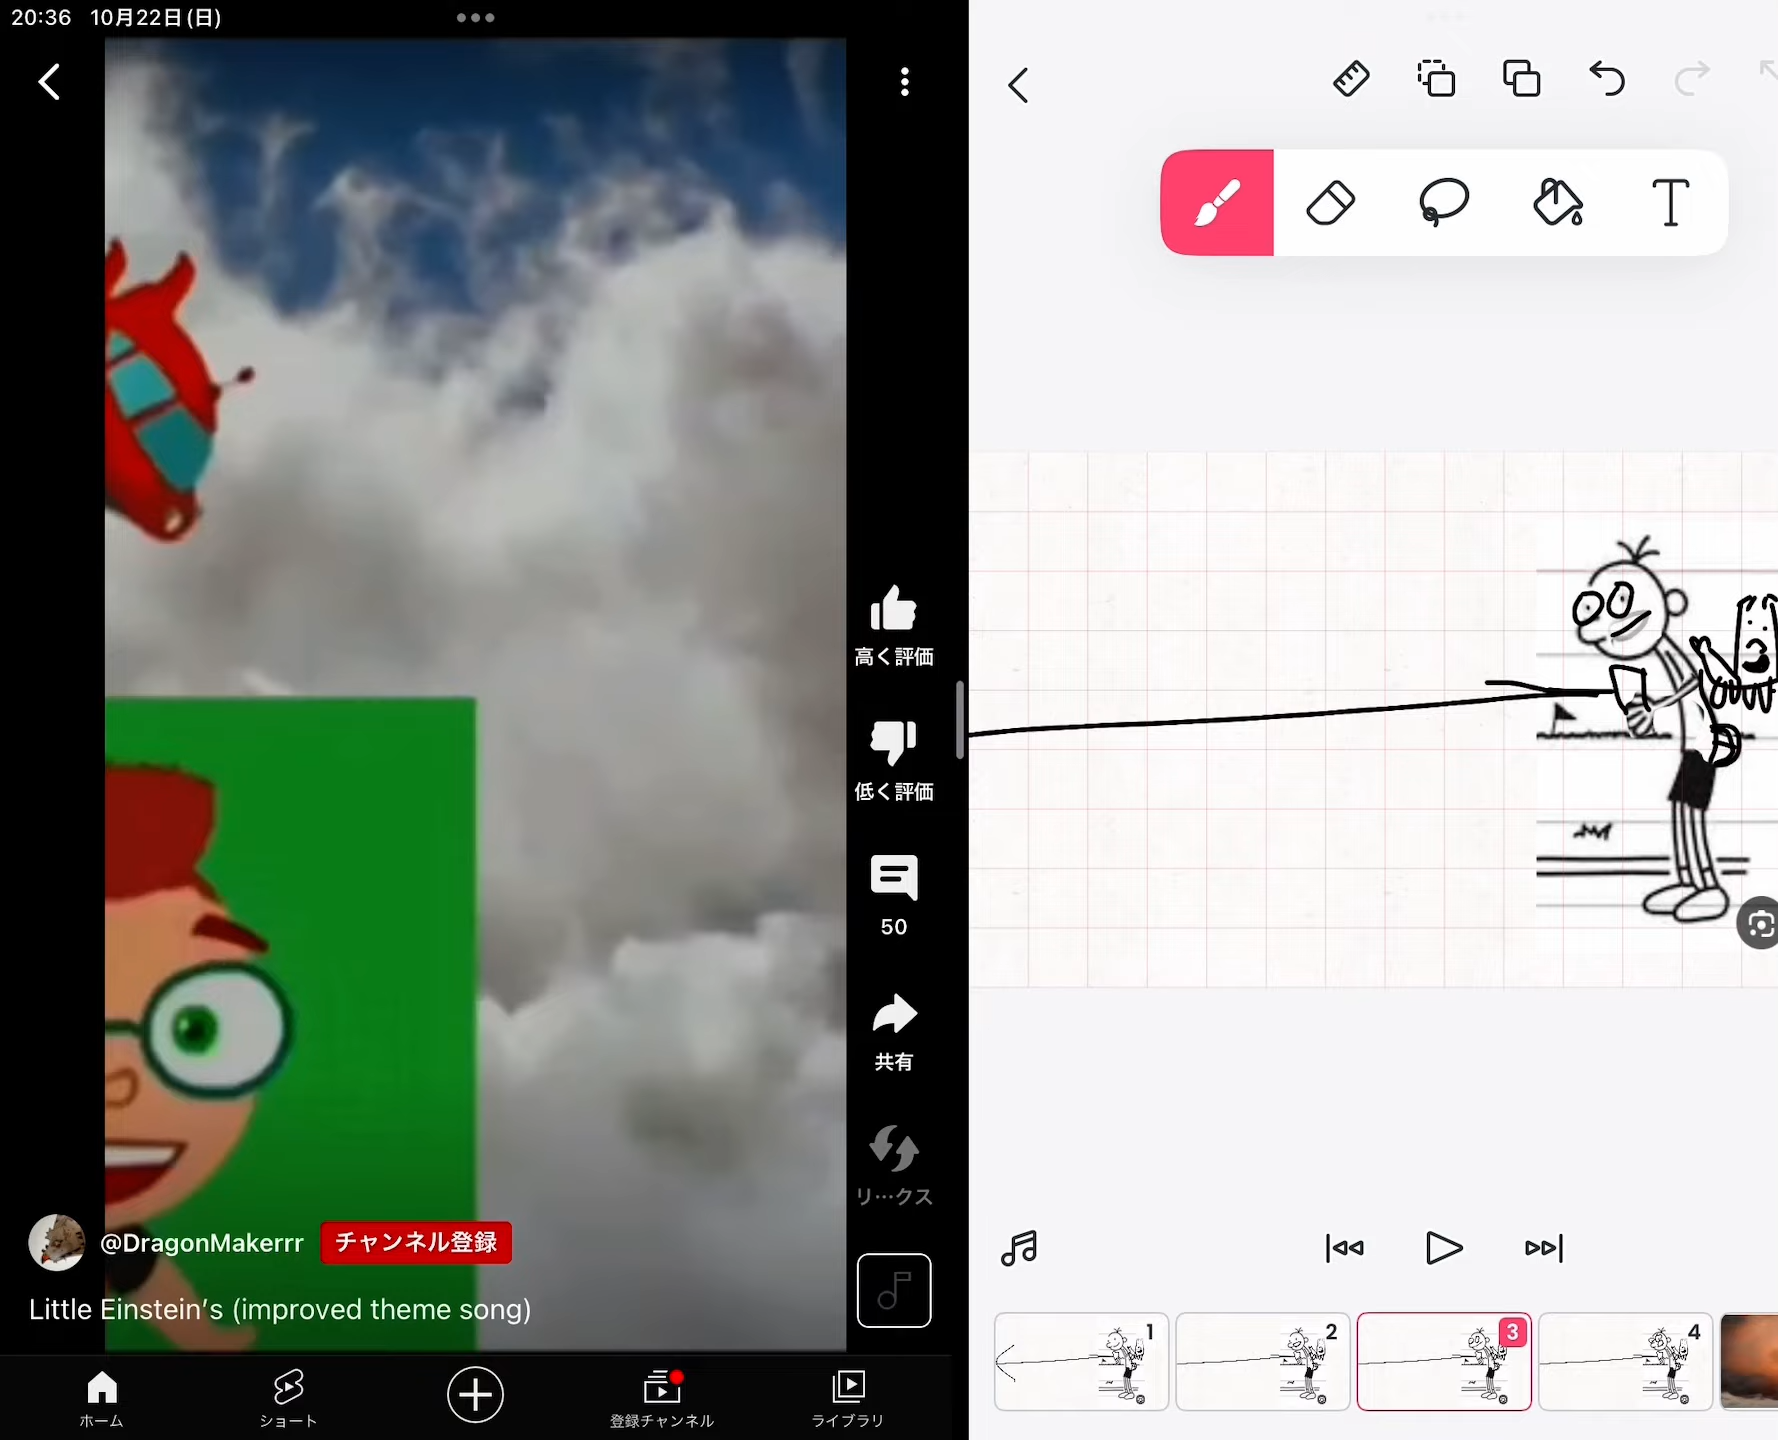 20:36 10月22日(日)
高く評価
低く評価
50
共有
リ…クス
@DragonMakerrr チャンネル登録
Little Einstein's (improved theme song)
ホーム
ショート
登録チャンネル
ライブラリ
T
1
2
3
4